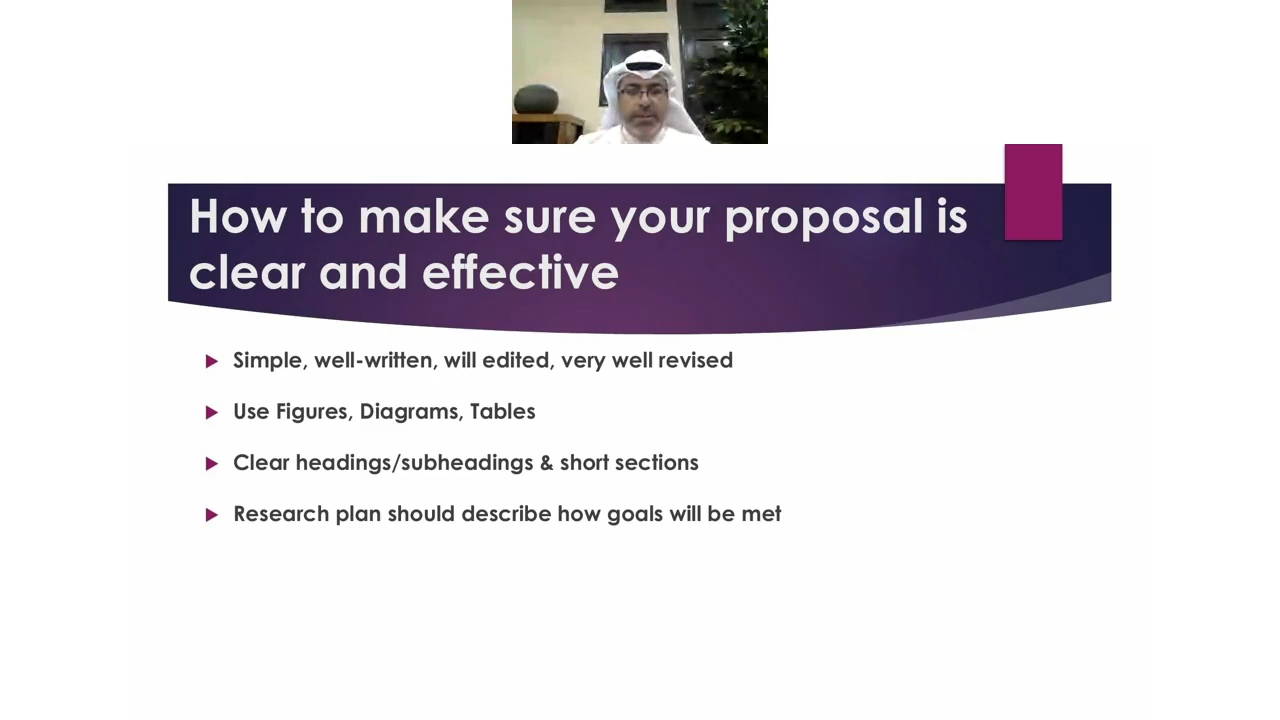 How to make sure your proposal is
clear and effective
Simple, well-written, will edited, very well revised
Use Figures, Diagrams, Tables
Clear headings/subheadings & short sections
Research plan should describe how goals will be met